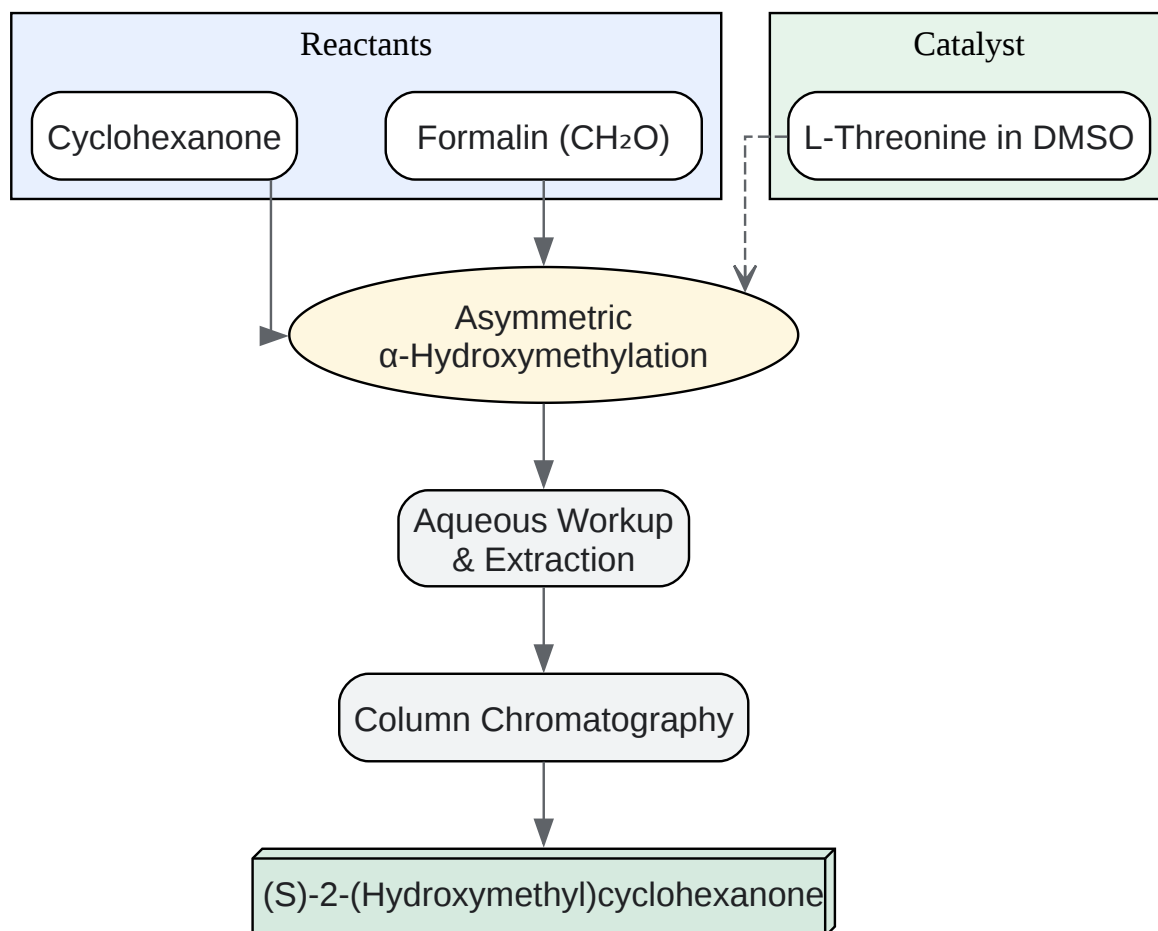 Reactants
Catalyst
Cyclohexanone
Formalin (CH₂O)
L-Threonine in DMSO
Asymmetric
α-Hydroxymethylation
Aqueous Workup
& Extraction
Column Chromatography
(S)-2-(Hydroxymethyl)cyclohexanone